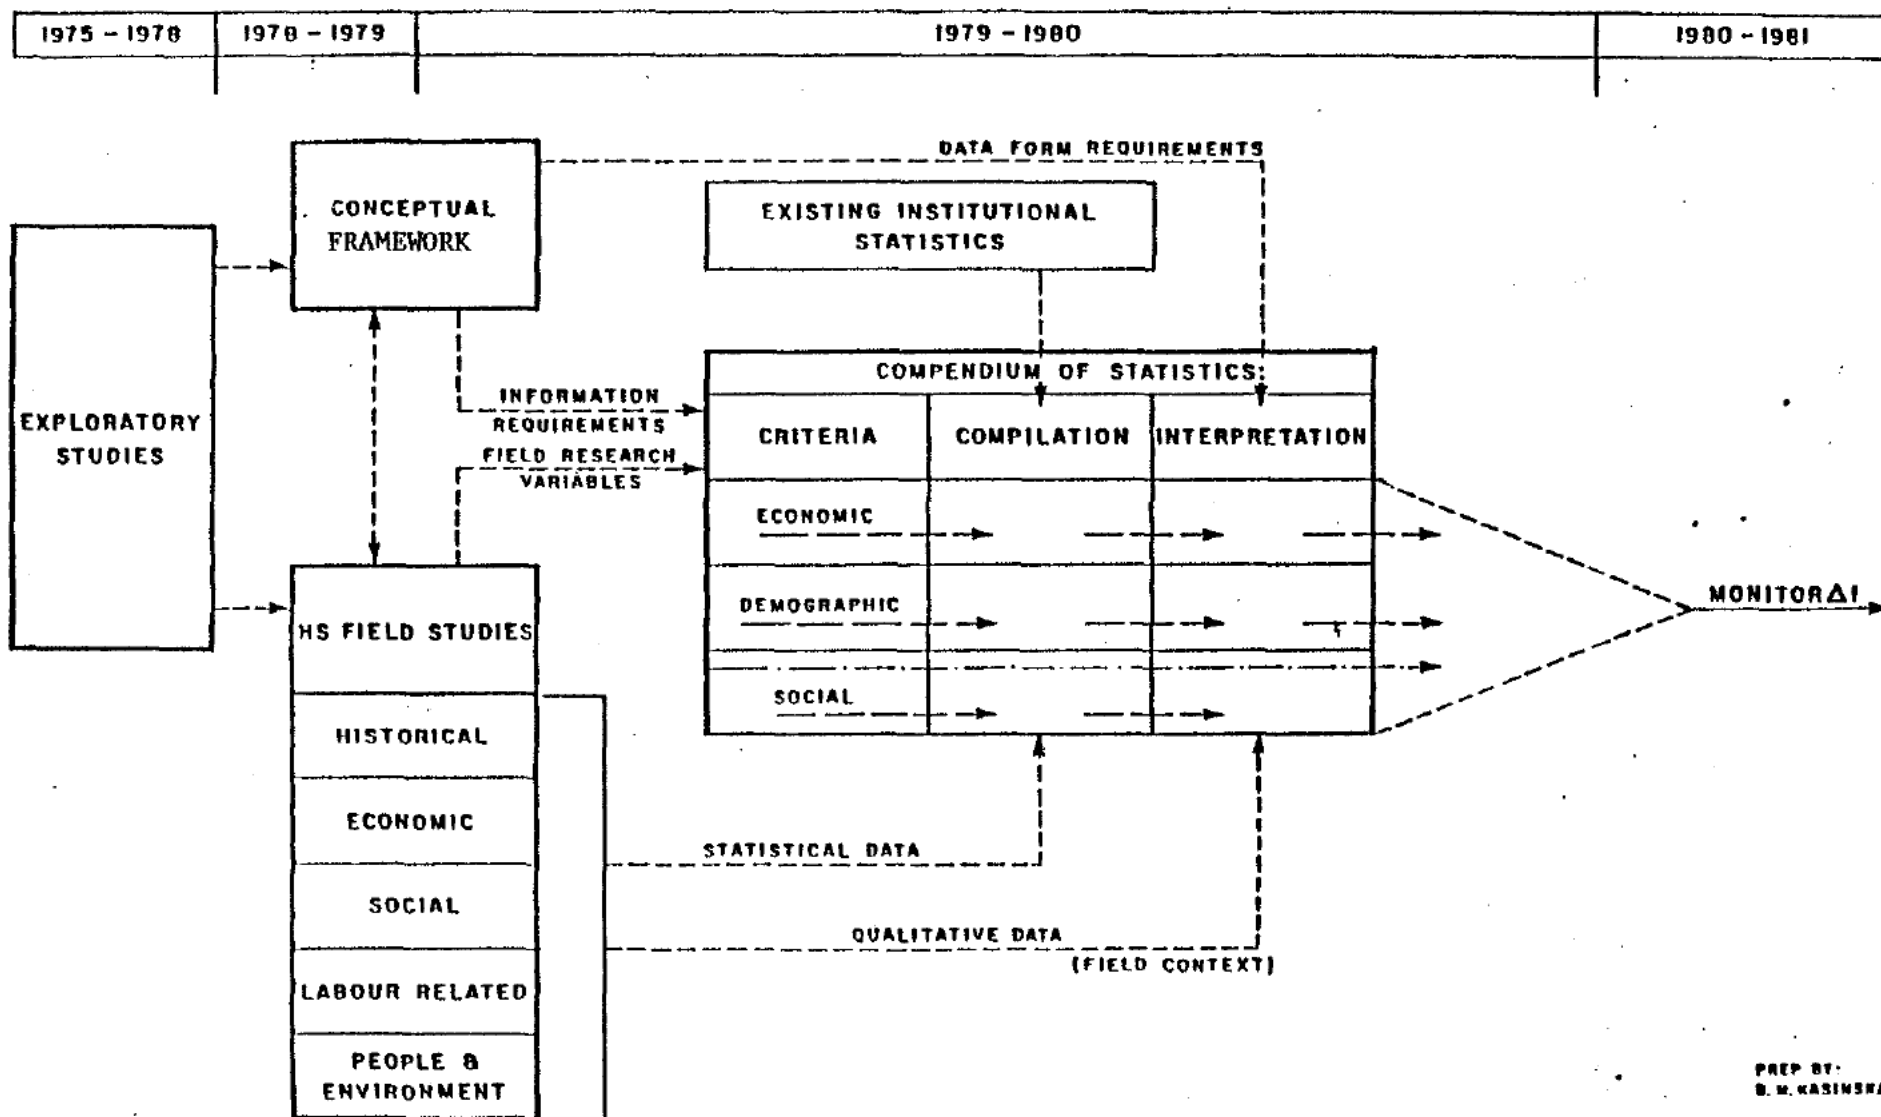 1975 - 1978
1978 - 1979
1979 - 1980
1980 - 1981
DATA FORM REQUIREMENTS
CONCEPTUAL
FRAMEWORK
EXISTING INSTITUTIONAL
STATISTICS
EXPLORATORY
STUDIES
INFORMATION
REQUIREMENTS
FIELD RESEARCH
VARIABLES
COMPENDIUM OF STATISTICS:
CRITERIA
COMPILATION
INTERPRETATION
ECONOMIC
DEMOGRAPHIC
SOCIAL
MONITOR
HS FIELD STUDIES
HISTORICAL
ECONOMIC
SOCIAL
LABOUR RELATED
PEOPLE &
ENVIRONMENT
STATISTICAL DATA
QUALITATIVE DATA
(FIELD CONTEXT)
PREP BY: